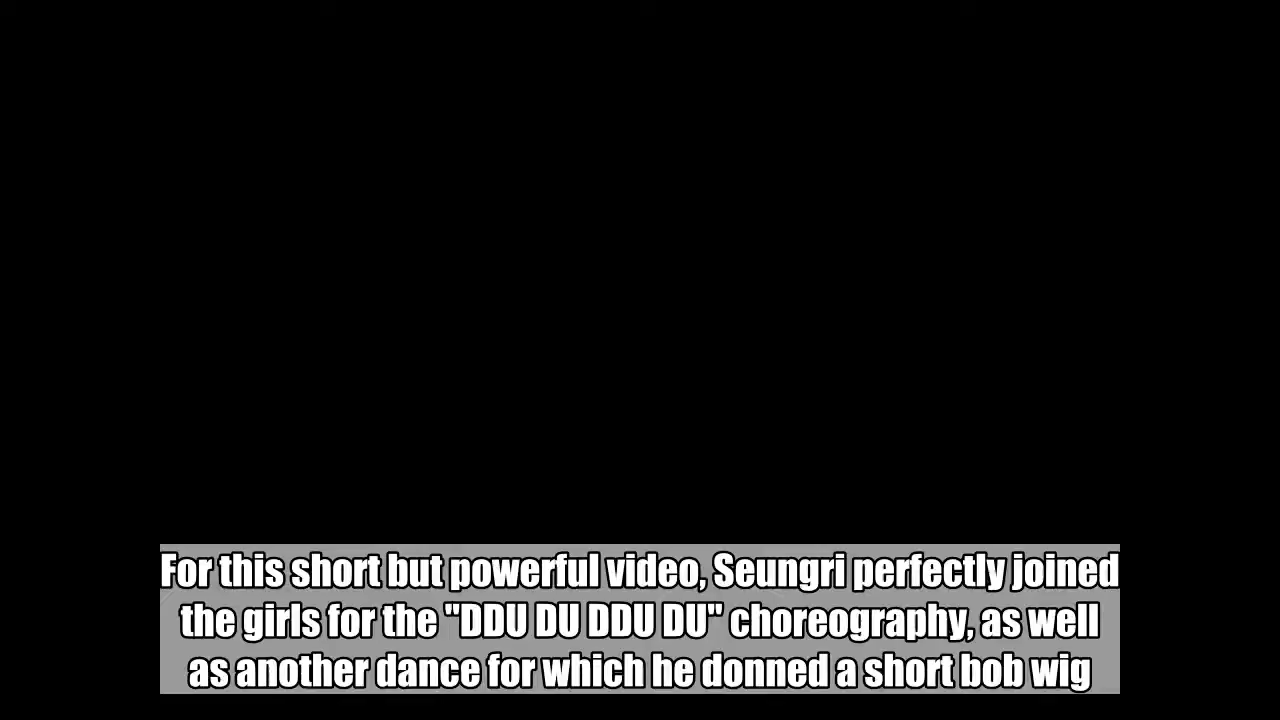 For this short but powerful video, Seungri perfectly joined
the girls for the "DDU DU DDU DU" choreography, as well
as another dance for which he donned a short bob wig